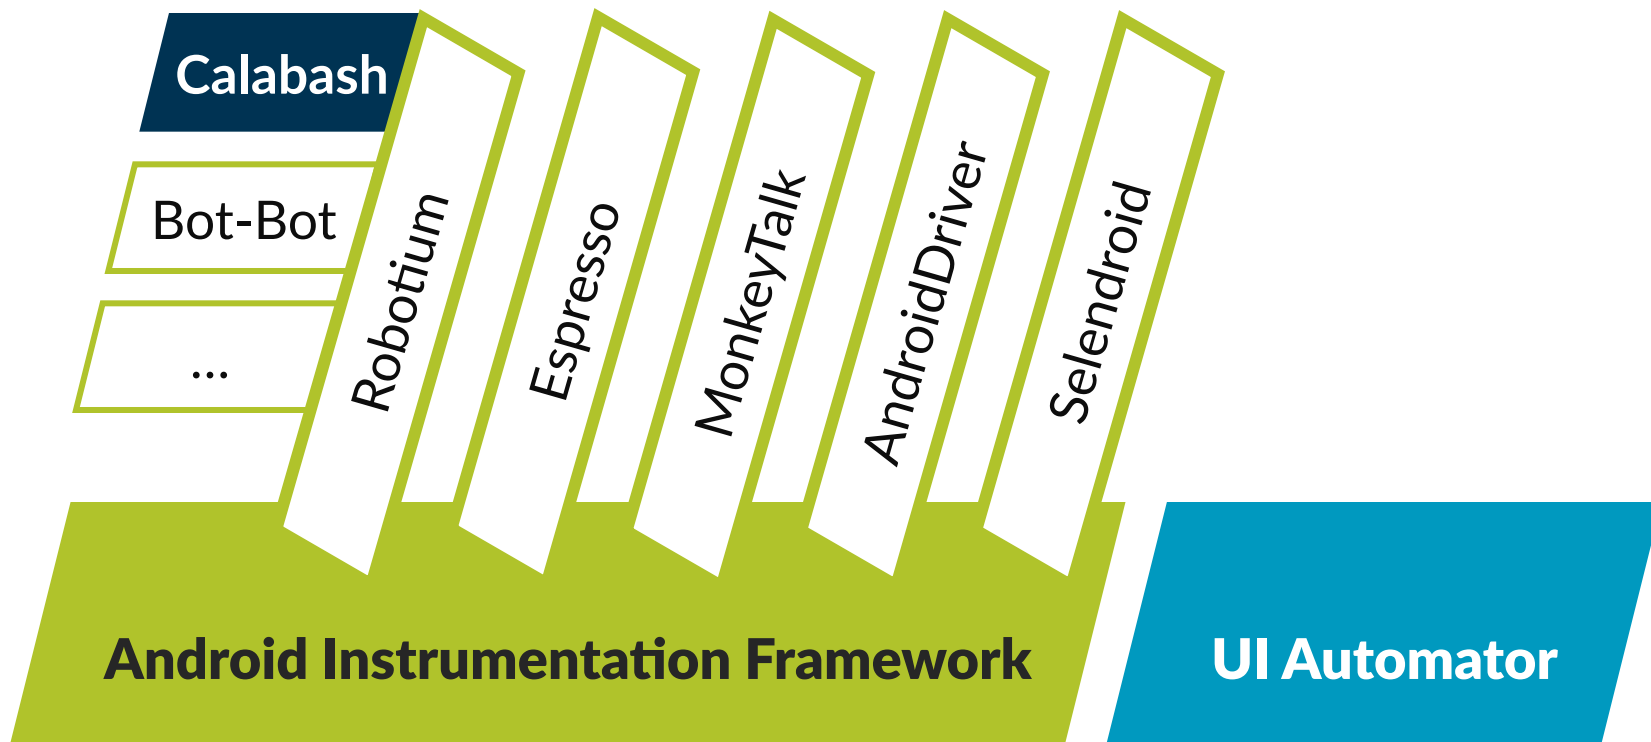 Calabash
Bot-Bot
...
Robotium
Espresso
MonkeyTalk
AndroidDriver
Selendroid
Android Instrumentation Framework
UI Automator